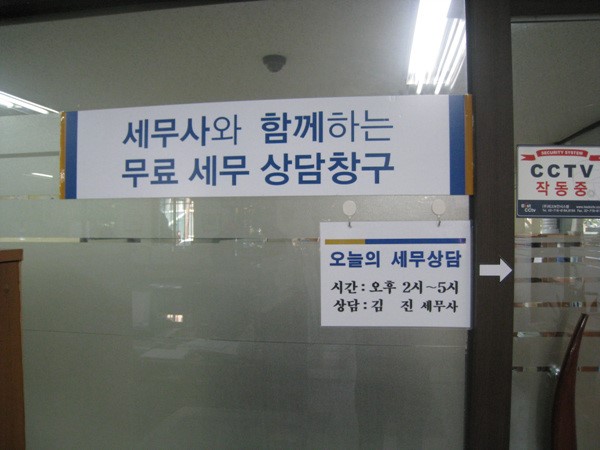 세무사와 함께하는
무료 세무 상담창구
오늘의 세무상담
시간 : 오후 2시~5시
상담 : 김 진 세무사
SECURITY SYSTEM
CCTV
작동중